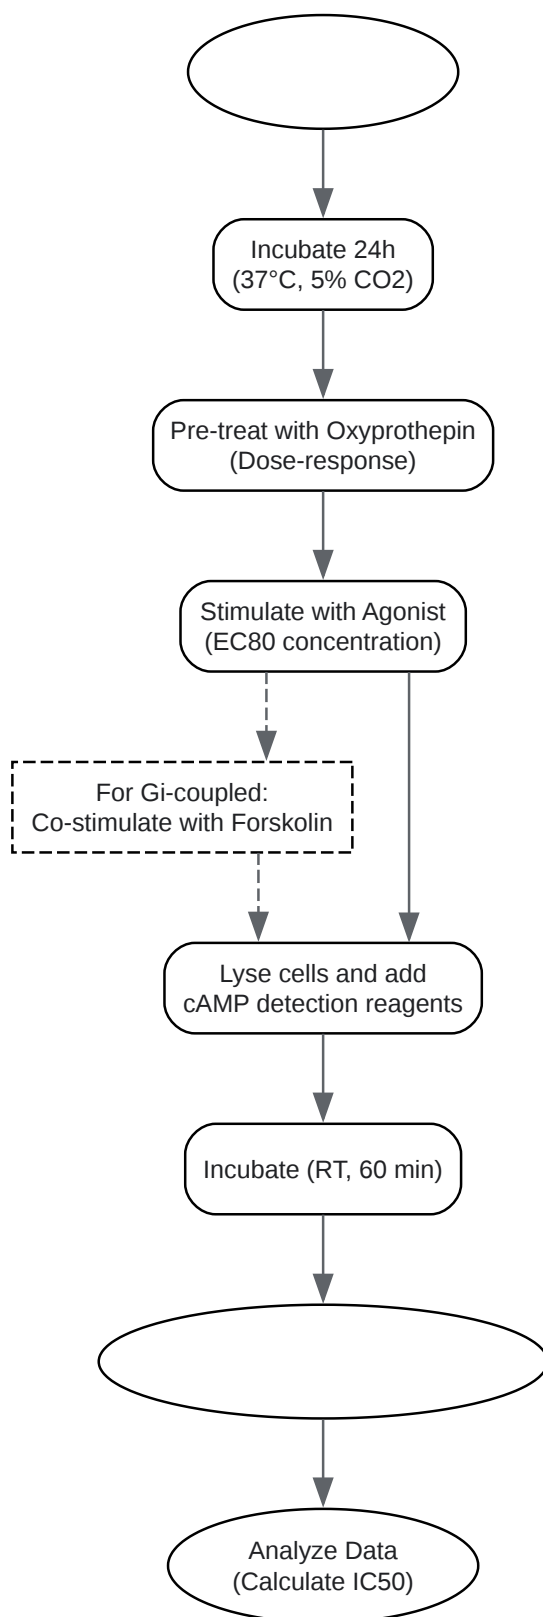 Incubate 24h
(37°C, 5% CO2)
Pre-treat with Oxyprothepin
(Dose-response)
Stimulate with Agonist
(EC80 concentration)
For Gi-coupled:
Co-stimulate with Forskolin
Lyse cells and add
cAMP detection reagents
Incubate (RT, 60 min)
Analyze Data
(Calculate IC50)